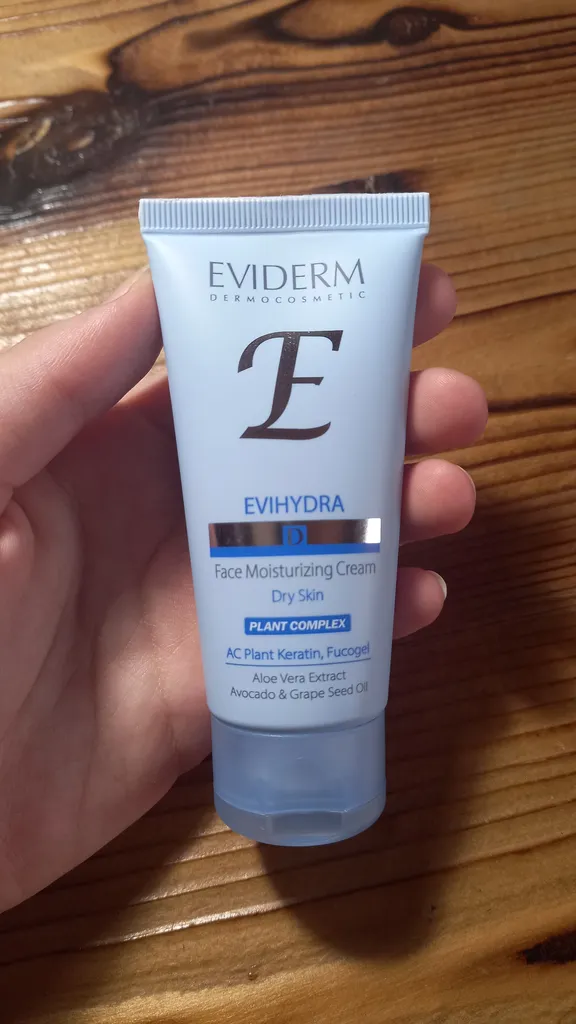 EVIDERM
DERMOCOSMETIC
E
EVIHYDRA
D
Face Moisturizing Cream
Dry Skin
PLANT COMPLEX
AC Plant Keratin, Fucogel
Aloe Vera Extract
Avocado & Grape Seed Oil